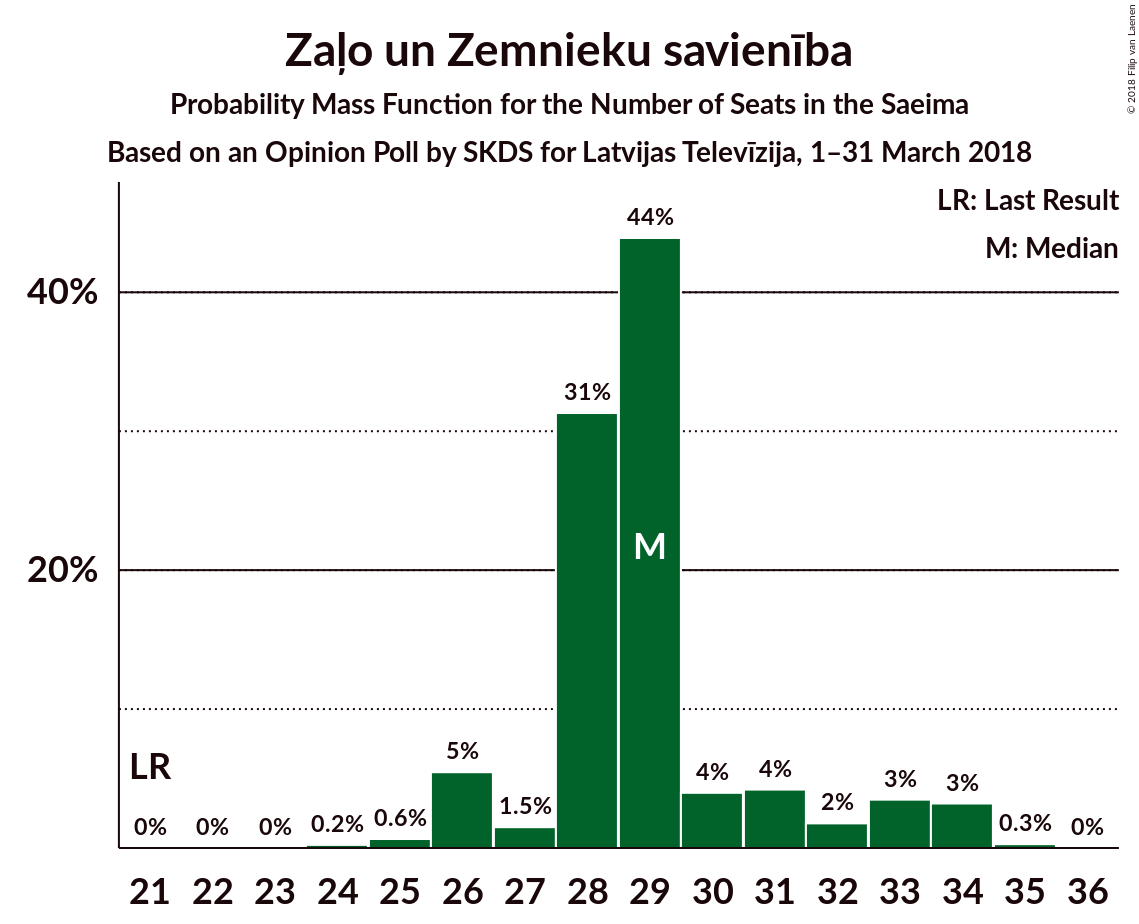 Zaļo un Zemnieku savienība
Probability Mass Function for the Number of Seats in the Saeima
Based on an Opinion Poll by SKDS for Latvijas Televīzija, 1–31 March 2018
© 2018 Filip van Laenen
LR: Last Result
M: Median
40%
20%
44%
31%
M
LR
0%
0%
0%
0.2%
0.6%
5%
1.5%
4%
4%
2%
3%
3%
0.3%
0%
21 22 23 24 25 26 27 28 29 30 31 32 33 34 35 36